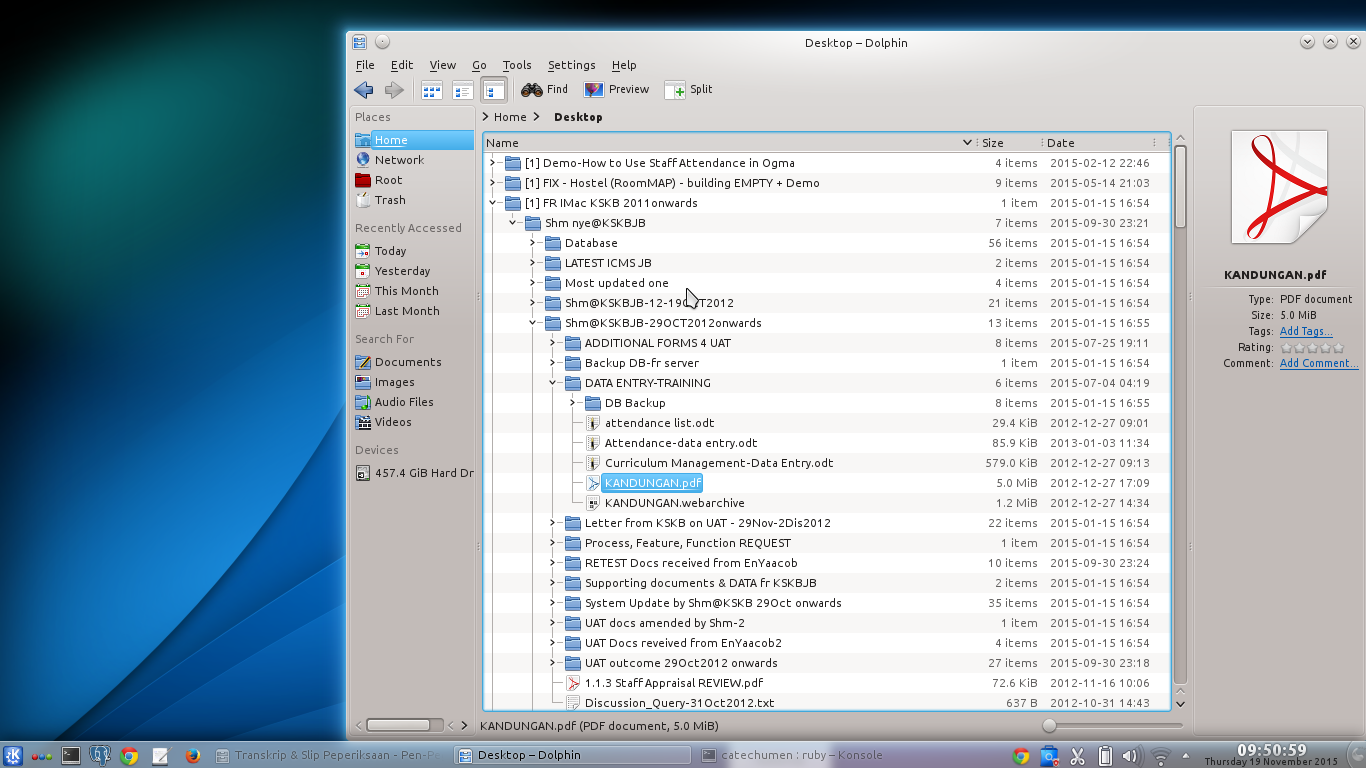 Desktop – Dolphin
File Edit View Go Tools Settings Help
Find Preview Split
Places
Home
Network
Root
Trash
Recently Accessed
Today
Yesterday
This Month
Last Month
Search For
Documents
Images
Audio Files
Videos
Devices
457.4 GiB Hard Dr
Home Desktop
Name Size Date
[1] Demo-How to Use Staff Attendance in Ogma 4 items 2015-02-12 22:46
[1] FIX - Hostel (RoomMAP) - building EMPTY + Demo 9 items 2015-05-14 21:03
[1] FR IMac KSKB 2011onwards 1 item 2015-01-15 16:54
Shm nye@KSKBJB 7 items 2015-09-30 23:21
Database 56 items 2015-01-15 16:54
LATEST ICMS JB 2 items 2015-01-15 16:54
Most updated one 4 items 2015-01-15 16:54
Shm@KSKBJB-12-19OCT2012 21 items 2015-01-15 16:54
Shm@KSKBJB-29OCT2012onwards 13 items 2015-01-15 16:55
ADDITIONAL FORMS 4 UAT 8 items 2015-07-25 19:11
Backup DB-fr server 1 item 2015-01-15 16:54
DATA ENTRY-TRAINING 6 items 2015-07-04 04:19
DB Backup 8 items 2015-01-15 16:55
attendance list.odt 29.4 KiB 2012-12-27 09:01
Attendance-data entry.odt 85.9 KiB 2013-01-03 11:34
Curriculum Management-Data Entry.odt 579.0 KiB 2012-12-27 09:13
KANDUNGAN.pdf 5.0 MiB 2012-12-27 17:09
KANDUNGAN.webarchive 1.2 MiB 2012-12-27 14:34
Letter from KSKB on UAT - 29Nov-2Dis2012 22 items 2015-01-15 16:54
Process, Feature, Function REQUEST 1 item 2015-01-15 16:54
RETEST Docs received from EnYaacob 10 items 2015-09-30 23:24
Supporting documents & DATA fr KSKBJB 2 items 2015-01-15 16:54
System Update by Shm@KSKB 29Oct onwards 35 items 2015-01-15 16:54
UAT docs amended by Shm-2 1 item 2015-01-15 16:54
UAT Docs reveived from EnYaacob2 4 items 2015-01-15 16:54
UAT outcome 29Oct2012 onwards 27 items 2015-09-30 23:18
1.1.3 Staff Appraisal REVIEW.pdf 72.6 KiB 2012-11-16 10:06
Discussion_Query-31Oct2012.txt 637 B 2012-10-31 14:43
KANDUNGAN.pdf
Type: PDF document
Size: 5.0 MiB
Tags: Add Tags...
Rating:
Comment: Add Comment...
KANDUNGAN.pdf (PDF document, 5.0 MiB)
Transkrip & Slip Peperiksaan - Pen-P
Desktop – Dolphin
catechumen : ruby – Konsole
09:50:59
Thursday 19 November 2015